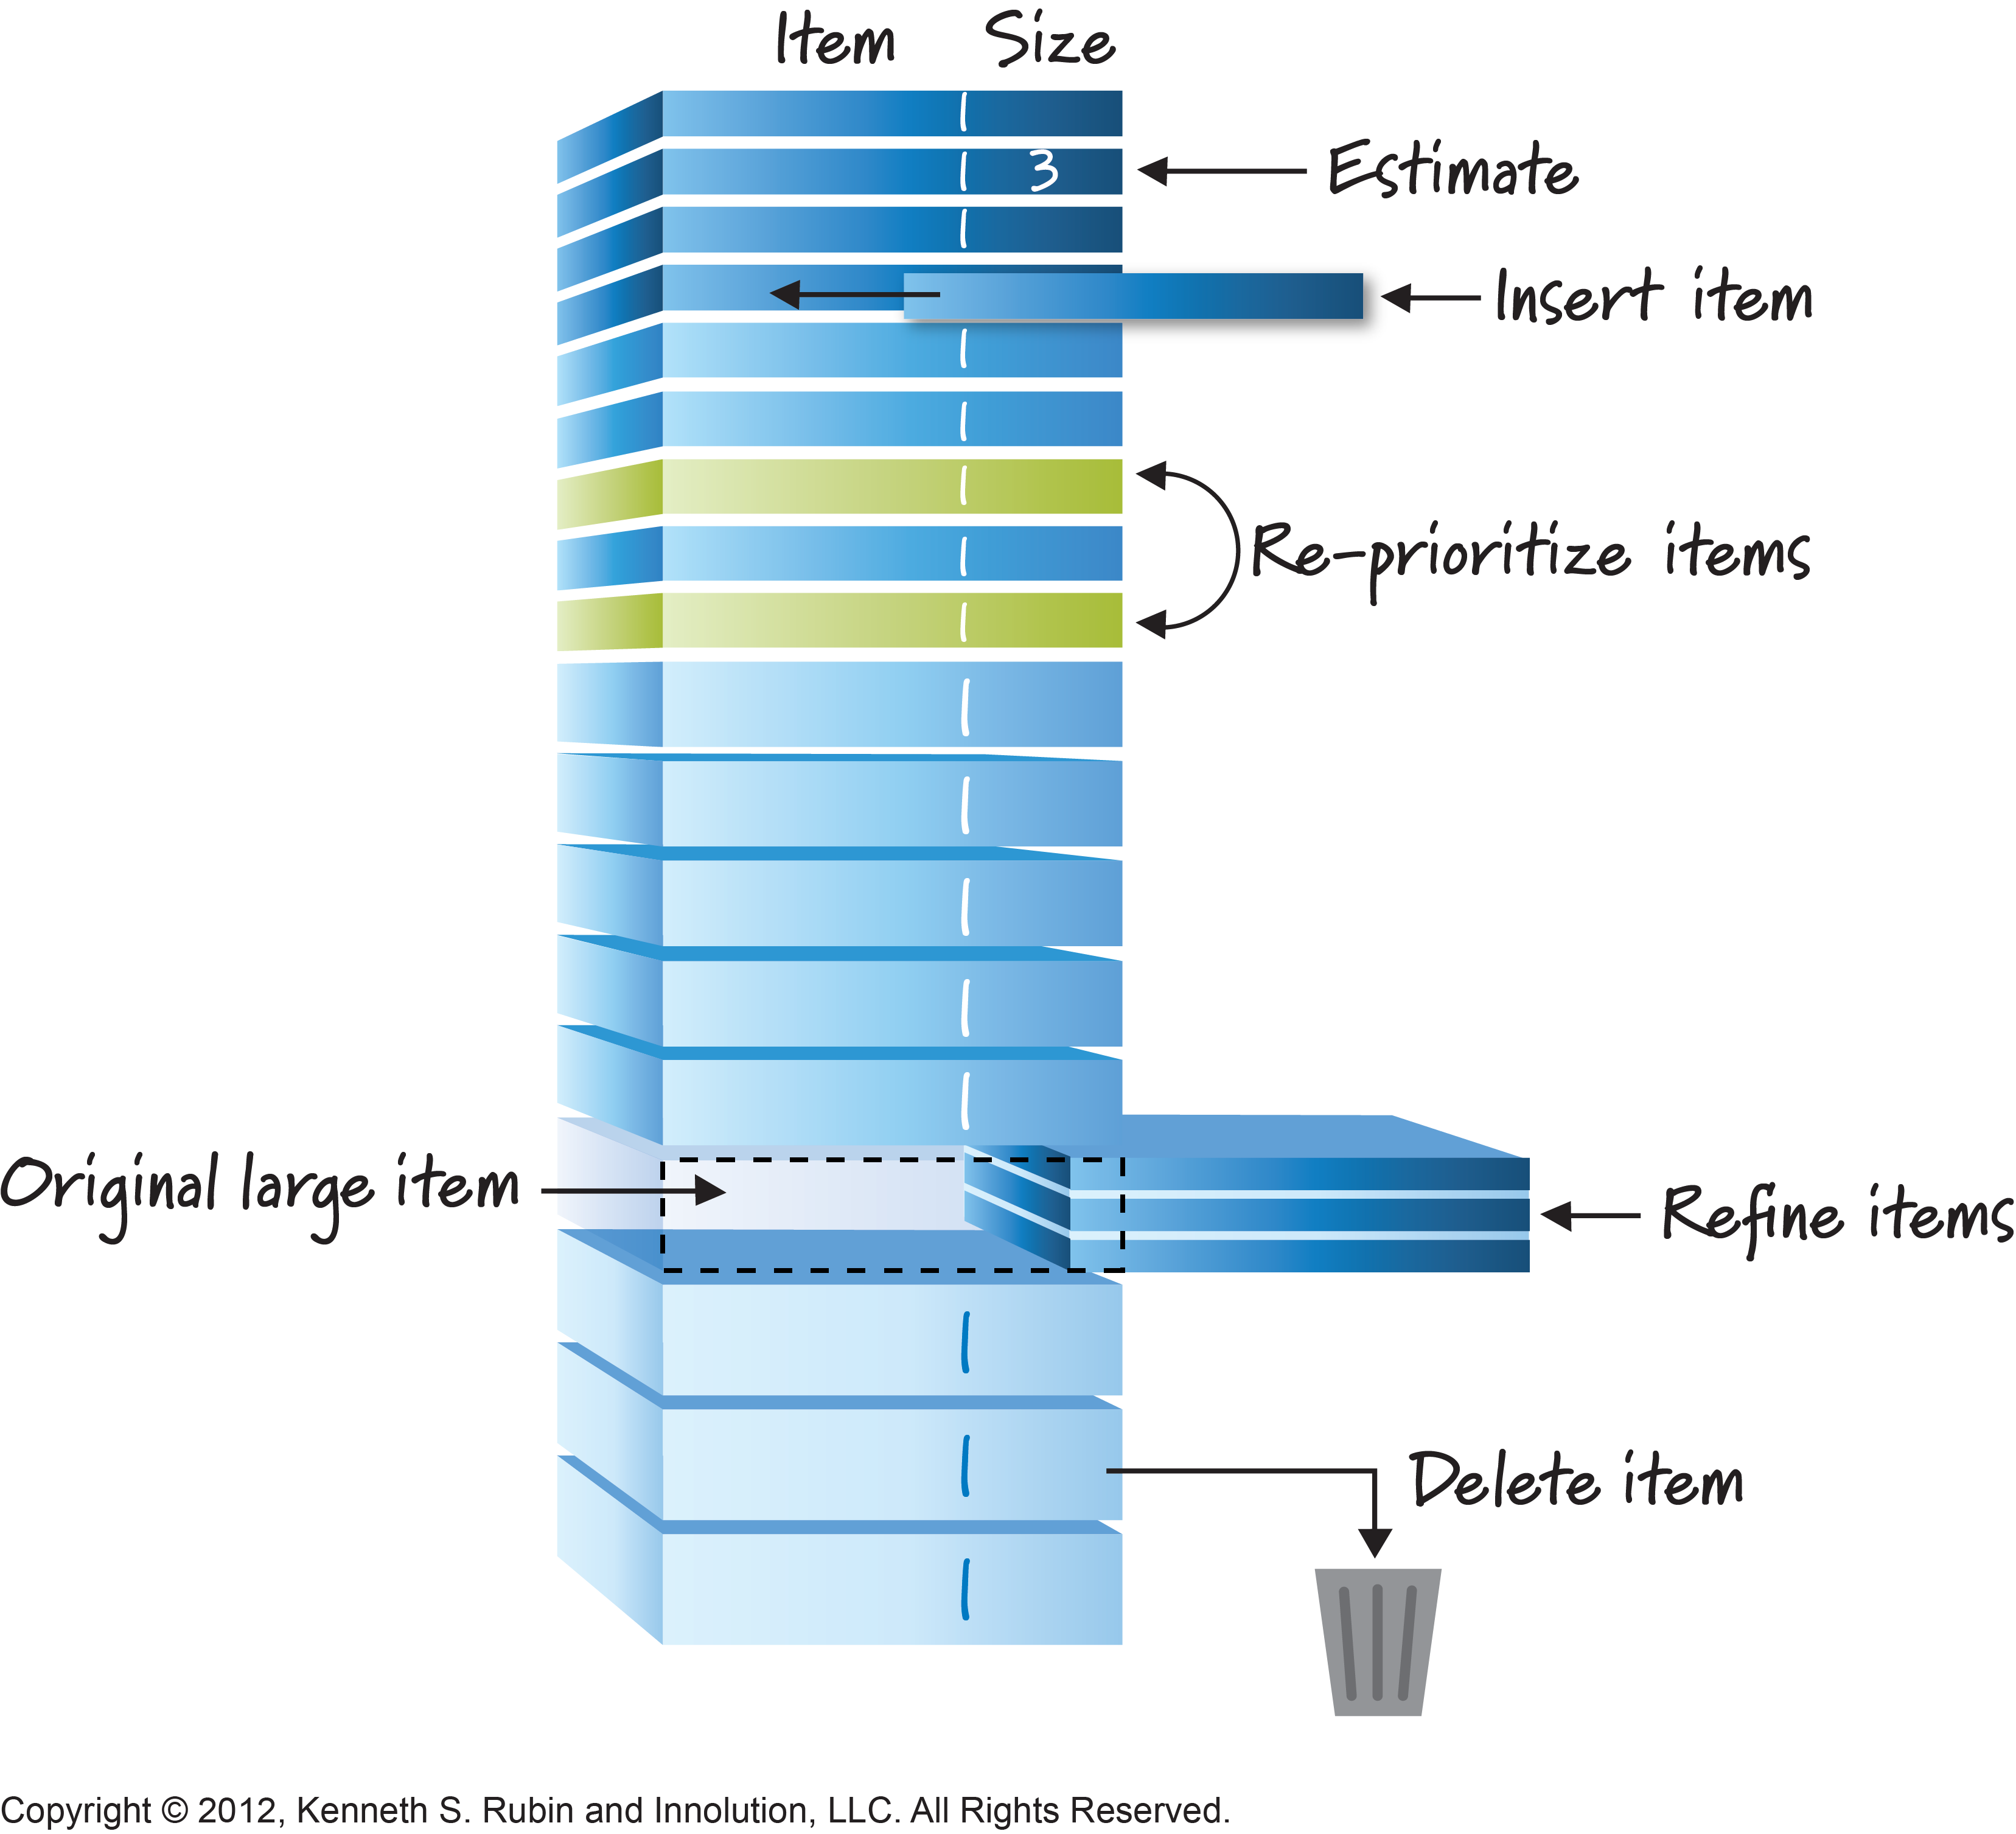 Item Size
3
Estimate
Insert item
Re-prioritize items
Original large item
Refine items
Delete item
Copyright © 2012, Kenneth S. Rubin and Innolution, LLC. All Rights Reserved.